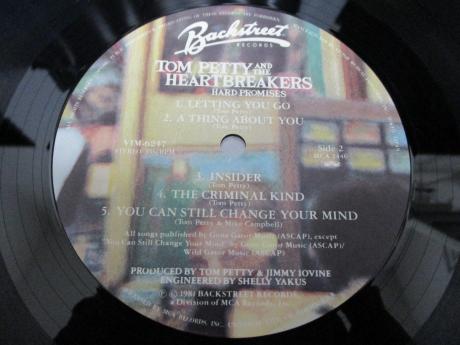 Backstreet
RECORDS
TOM PETTY AND THE
HEARTBREAKERS
HARD PROMISES
1. LETTING YOU GO
(Tom Petty)
2. A THING ABOUT YOU
(Tom Petty)
VIM-6247
STEREO 33⅓ RPM
Side 2
3. INSIDER
(Tom Petty)
4. THE CRIMINAL KIND
(Tom Petty)
5. YOU CAN STILL CHANGE YOUR MIND
(Tom Petty & Mike Campbell)
All songs published by Gone Gator Music (ASCAP), except
"You Can Still Change Your Mind" by Gone Gator Music (ASCAP)/
Wild Gator Music (ASCAP)
PRODUCED BY TOM PETTY & JIMMY IOVINE
ENGINEERED BY SHELLY YAKUS
© 1981 BACKSTREET RECORDS,
a Division of MCA Records, Inc.